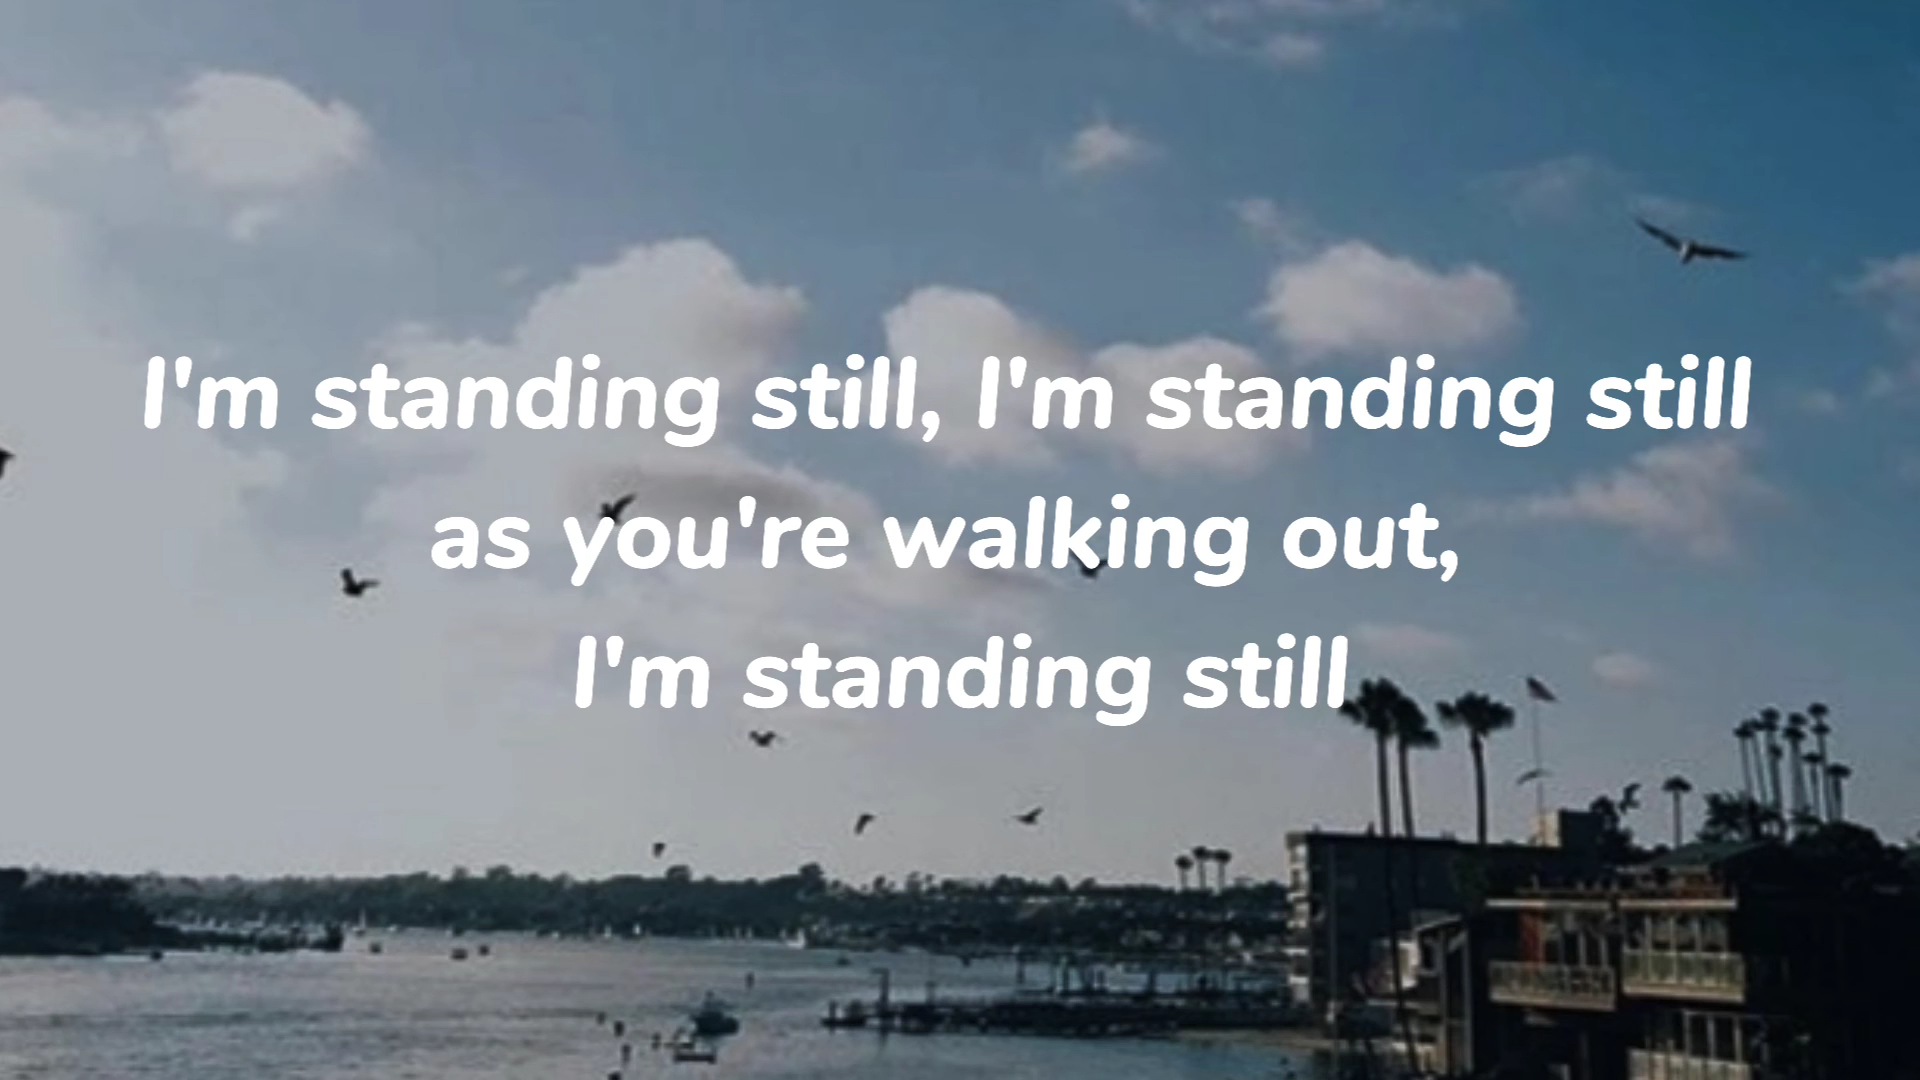 I'm standing still, I'm standing still
as you're walking out,
I'm standing still